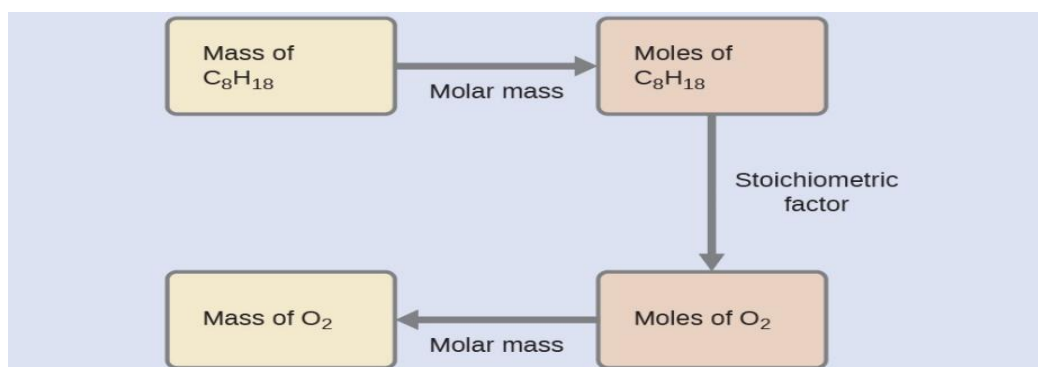 Mass of
C₈H₁₈
Molar mass
Moles of
C₈H₁₈
Stoichiometric
factor
Mass of O₂
Molar mass
Moles of O₂